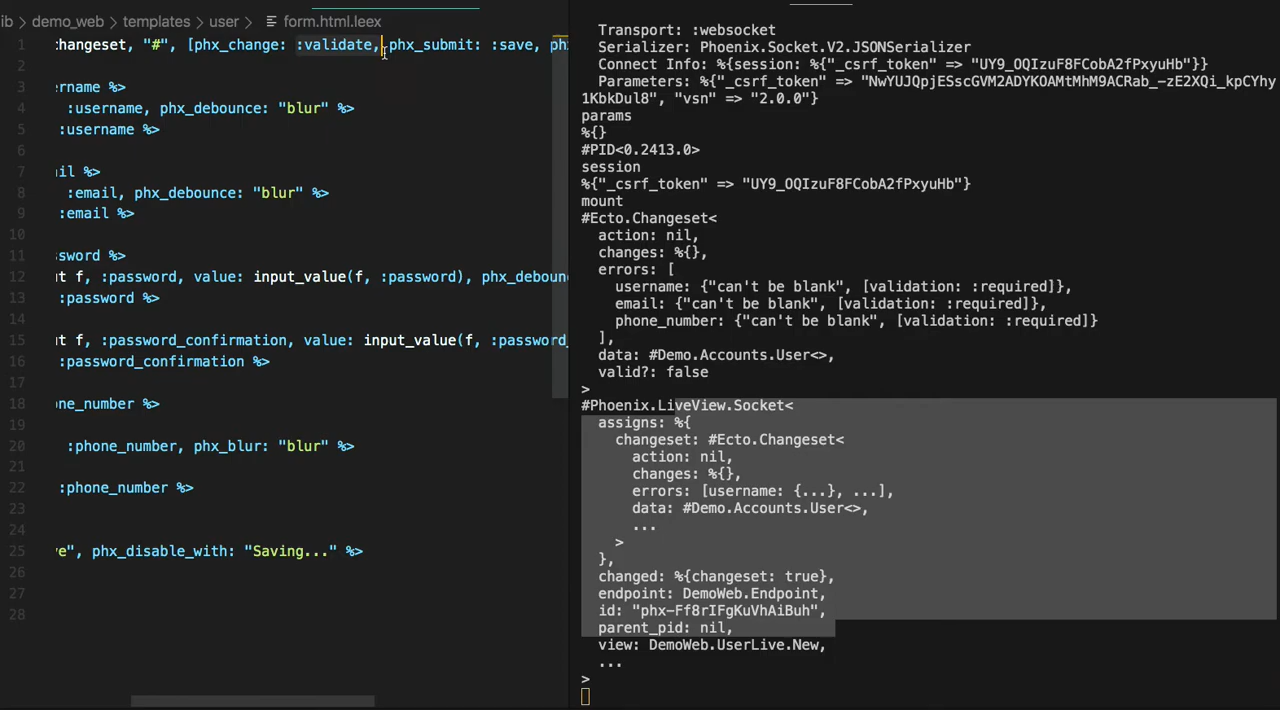 ib > demo_web > templates > user > form.html.leex
1 changeset, "#", [phx_change: :validate, phx_submit: :save, ph
2
3 ername %>
4 :username, phx_debounce: "blur" %>
5 :username %>
6
7 il %>
8 :email, phx_debounce: "blur" %>
9 :email %>
10
11 sword %>
12 ut f, :password, value: input_value(f, :password), phx_deboun
13 :password %>
14
15 ut f, :password_confirmation, value: input_value(f, :password_
16 :password_confirmation %>
17
18 one_number %>
19
20 :phone_number, phx_blur: "blur" %>
21
22 :phone_number %>
23
24
25 e", phx_disable_with: "Saving..." %>
26
27
28
Transport: :websocket
Serializer: Phoenix.Socket.V2.JSONSerializer
Connect Info: %{session: %{"_csrf_token" => "UY9_OQIzuF8FCobA2fPxyuHb"}}
Parameters: %{"_csrf_token" => "NwYUJQpjESscGVM2ADYKOAMtMhM9ACRab_-zE2XQi_kpCYhy
1KbkDul8", "vsn" => "2.0.0"}
params
%{}
#PID<0.2413.0>
session
%{"_csrf_token" => "UY9_OQIzuF8FCobA2fPxyuHb"}
mount
#Ecto.Changeset<
action: nil,
changes: %{},
errors: [
username: {"can't be blank", [validation: :required]},
email: {"can't be blank", [validation: :required]},
phone_number: {"can't be blank", [validation: :required]}
],
data: #Demo.Accounts.User<>,
valid?: false
>
#Phoenix.LiveView.Socket<
assigns: %{
changeset: #Ecto.Changeset<
action: nil,
changes: %{},
errors: [username: {...}, ...],
data: #Demo.Accounts.User<>,
...
>
},
changed: %{changeset: true},
endpoint: DemoWeb.Endpoint,
id: "phx-Ff8rIFgKuVhAiBuh",
parent_pid: nil,
view: DemoWeb.UserLive.New,
...
>